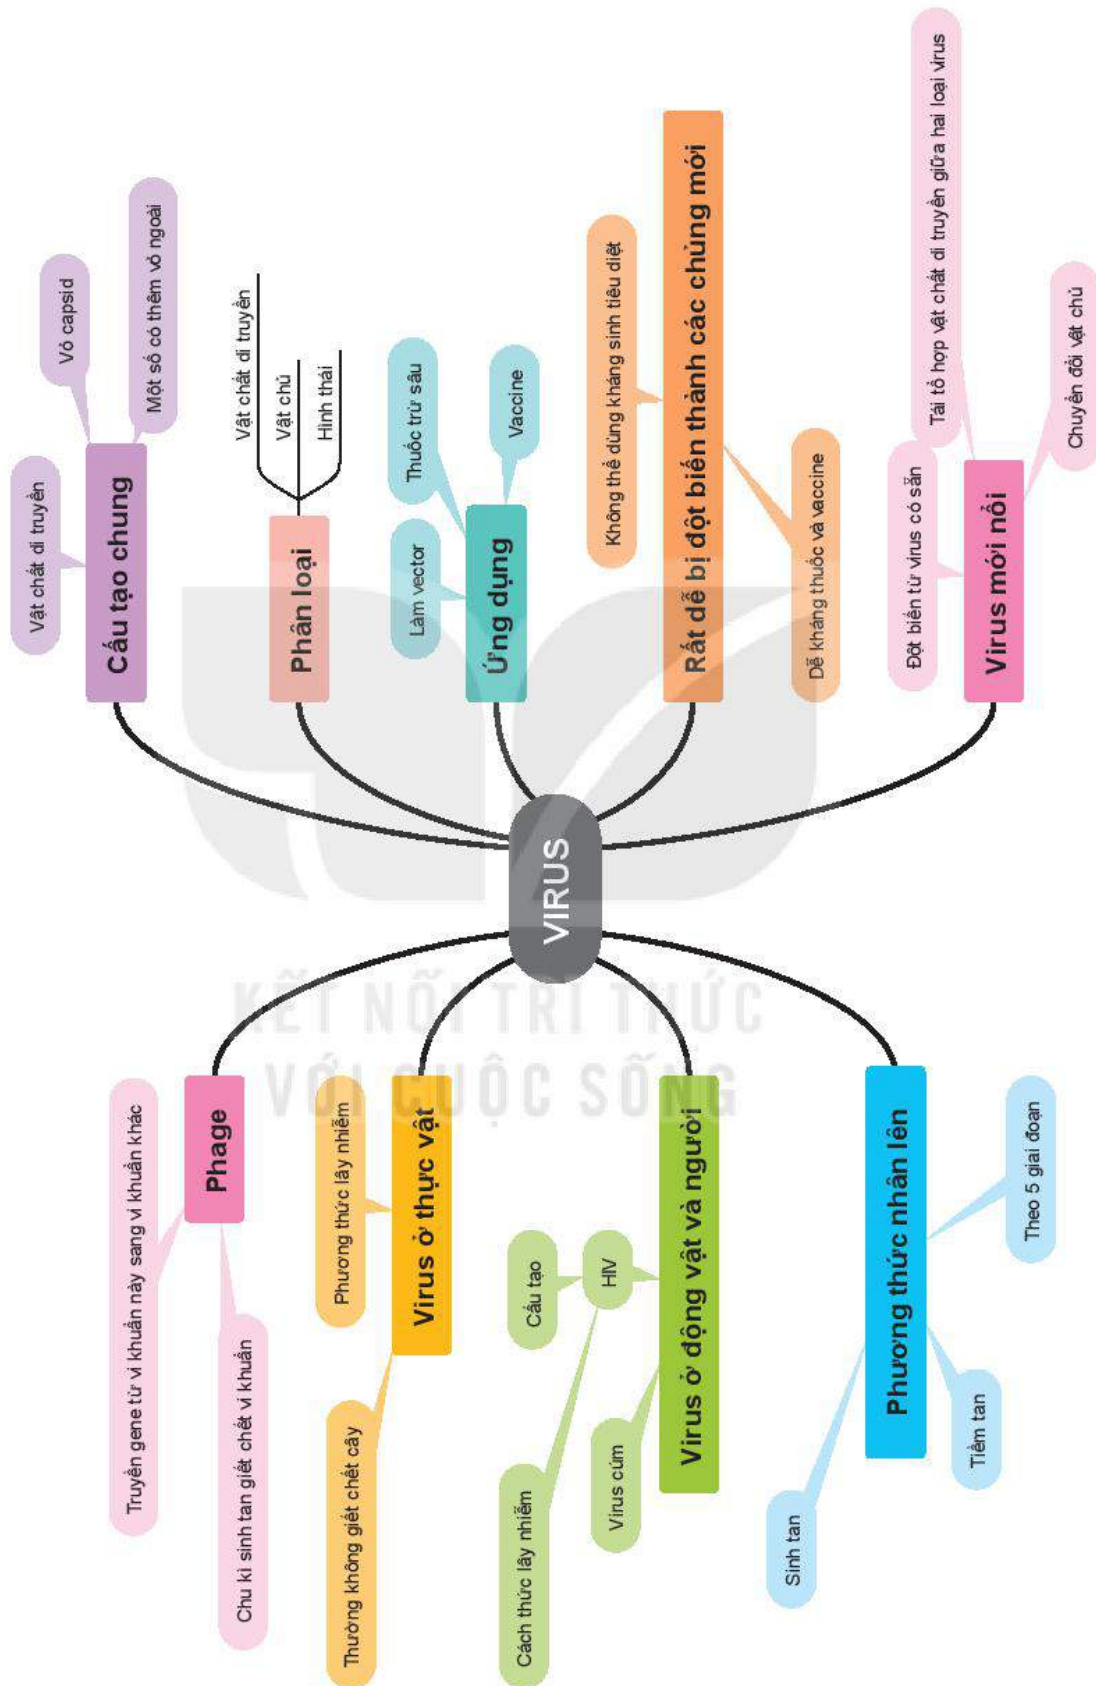 VIRUS
Cấu tạo chung
Vật chất di truyền
Vỏ capsid
Một số có thêm vỏ ngoài
Phân loại
Vật chất di truyền
Vật chủ
Hình thái
Ứng dụng
Làm vector
Thuốc trừ sâu
Vaccine
Rất dễ bị đột biến thành các chủng mới
Không thể dùng kháng sinh tiêu diệt
Dễ kháng thuốc và vaccine
Virus mới nổi
Đột biến từ virus có sẵn
Tái tổ hợp vật chất di truyền giữa hai loại virus
Chuyển đổi vật chủ
Phage
Truyền gene từ vi khuẩn này sang vi khuẩn khác
Chu kì sinh tan giết chết vi khuẩn
Virus ở thực vật
Phương thức lây nhiễm
Thường không giết chết cây
Virus ở động vật và người
HIV
Cấu tạo
Cách thức lây nhiễm
Virus cúm
Phương thức nhân lên
Sinh tan
Tiềm tan
Theo 5 giai đoạn
KẾT NỐI TRI THỨC
VỚI CUỘC SỐNG